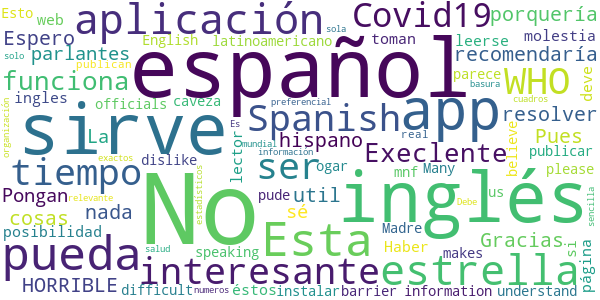 Esto
web
English
latinoamericano
toman
sola
aplicación
Covid19
porquería
molestia
solo
publican
Espero
parlantes
leerse
recomendaría
español
funciona
ingles
officials
caveza
parece
basura
preferencial
cuadros
WHO
deve
sirve
Spanish
app
resolver
organización
La
dislike
lector
hispano
real
Es
mundial
información
believe
Pues
publicar
tiempo
exactos
relevante
estadísticos
ser
ogar
Execlente
please
Pongan
cosas
nada
No
util
pude
mnf
Many
us
inglés
posibilidad
Esta
sé
Madre
Haber
Gracias
si
página
Debe
sencilla
pueda
speaking
makes
HORRIBLE
interesante
estrella
salud
numeros
difficult
éstos
instalar
barrier
information
understand